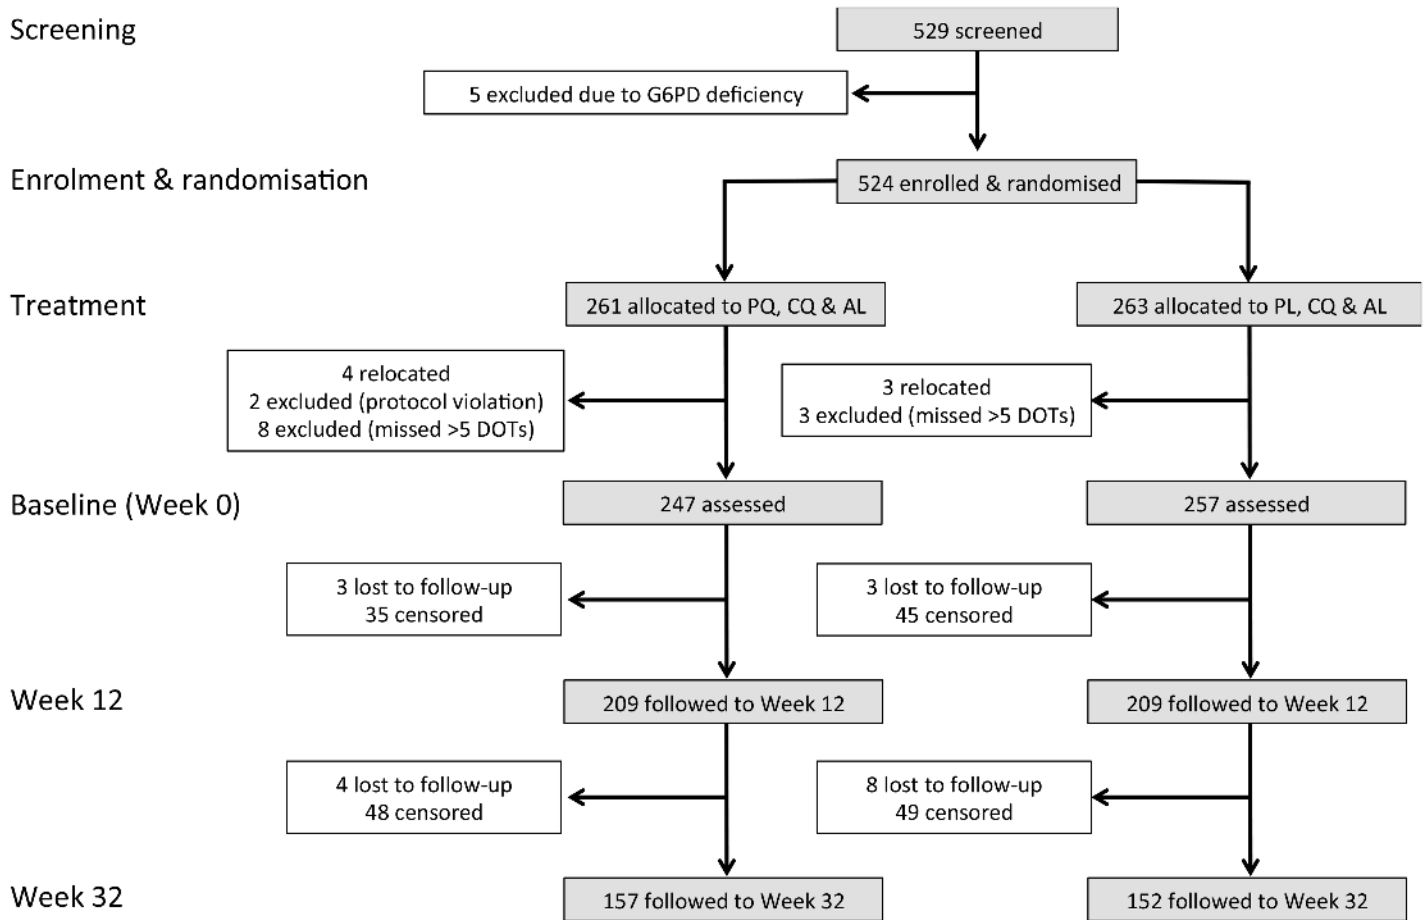 Screening
529 screened
5 excluded due to G6PD deficiency
Enrolment & randomisation
524 enrolled & randomised
Treatment
261 allocated to PQ, CQ & AL
263 allocated to PL, CQ & AL
4 relocated
2 excluded (protocol violation)
8 excluded (missed >5 DOTs)
3 relocated
3 excluded (missed >5 DOTs)
Baseline (Week 0)
247 assessed
257 assessed
3 lost to follow-up
35 censored
3 lost to follow-up
45 censored
Week 12
209 followed to Week 12
209 followed to Week 12
4 lost to follow-up
48 censored
8 lost to follow-up
49 censored
Week 32
157 followed to Week 32
152 followed to Week 32